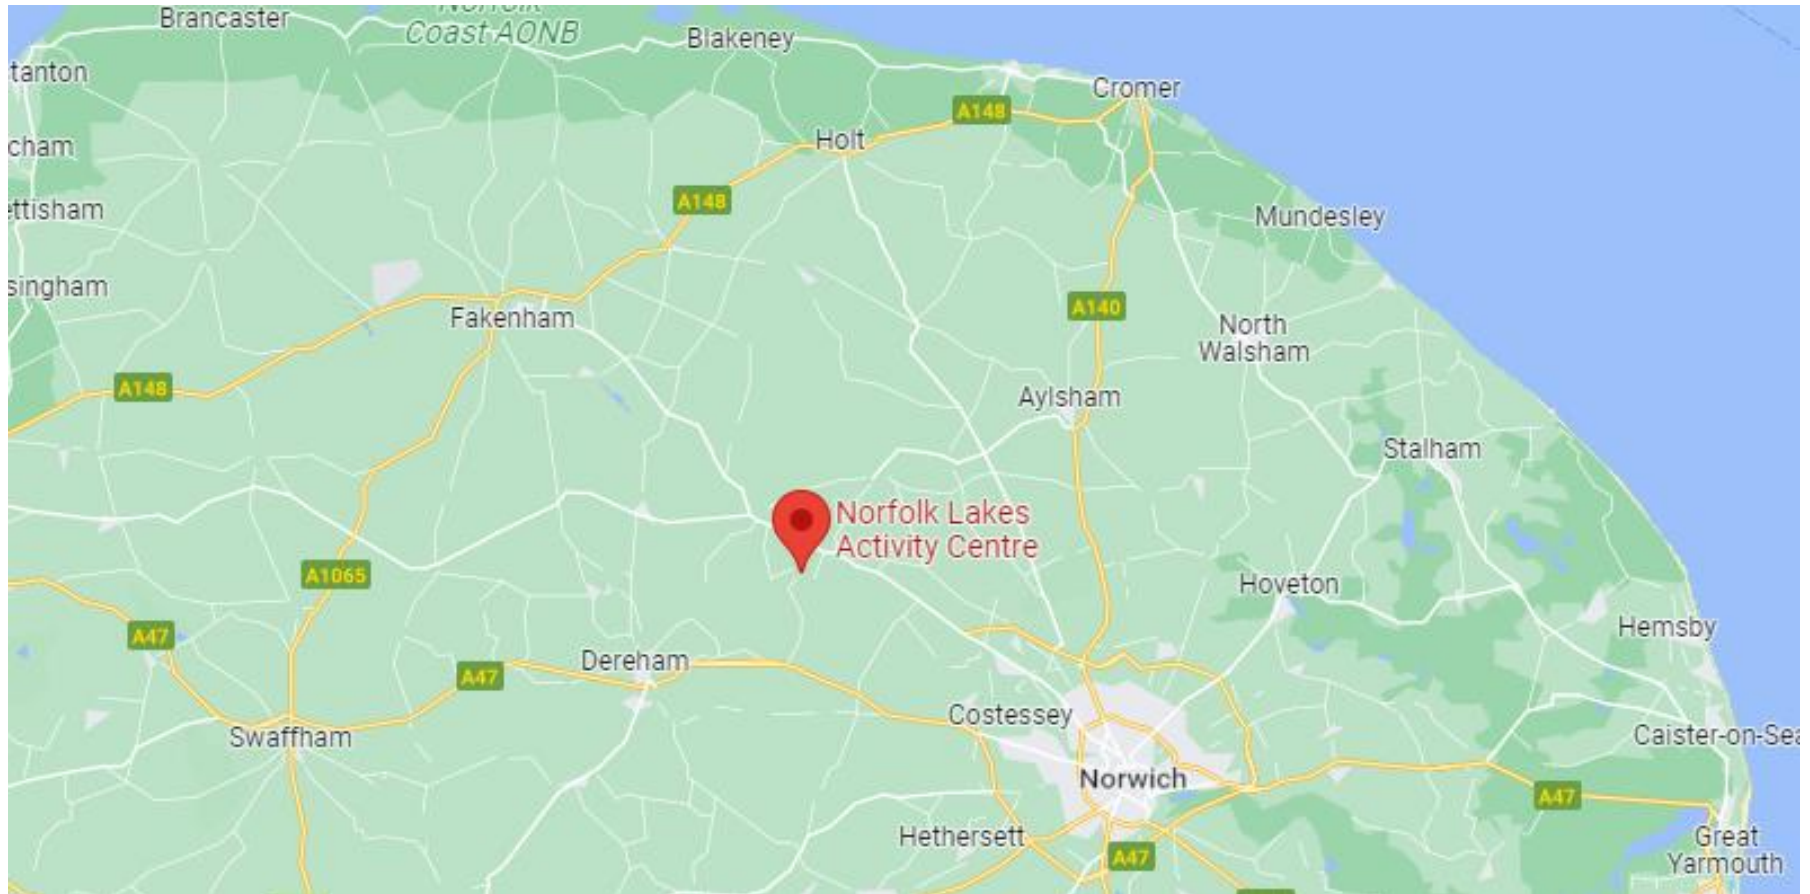 Brancaster
Norfolk
Coast AONB
Blakeney
tanton
Cromer
A148
cham
Holt
A148
ettisham
Mundesley
singham
A140
Fakenham
North
Walsham
A148
Aylsham
Stalham
Norfolk Lakes
Activity Centre
A1065
Hoveton
A47
Hemsby
Dereham
A47
Costessey
Swaffham
Caister-on-Sea
Norwich
A47
Hethersett
Great
Yarmouth
A47